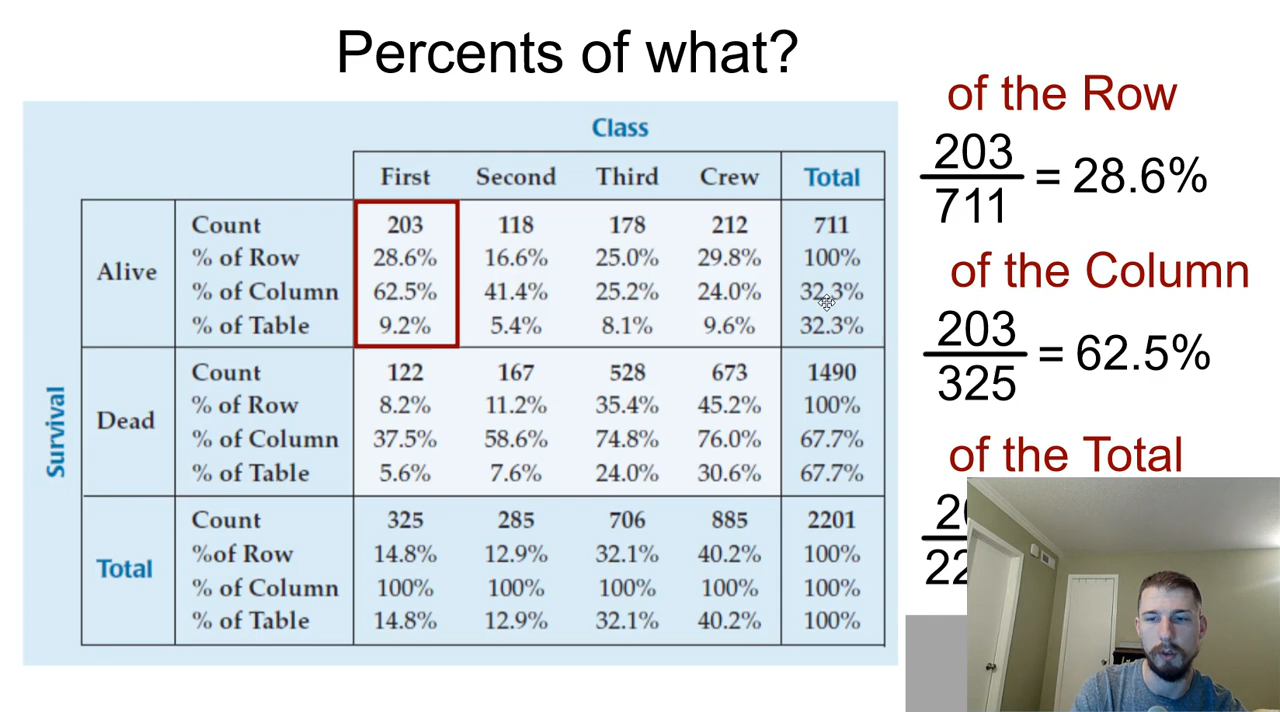 Percents of what?
Class
First Second Third Crew Total
Survival
Alive
Count 203 118 178 212 711
% of Row 28.6% 16.6% 25.0% 29.8% 100%
% of Column 62.5% 41.4% 25.2% 24.0% 32.3%
% of Table 9.2% 5.4% 8.1% 9.6% 32.3%
Dead
Count 122 167 528 673 1490
% of Row 8.2% 11.2% 35.4% 45.2% 100%
% of Column 37.5% 58.6% 74.8% 76.0% 67.7%
% of Table 5.6% 7.6% 24.0% 30.6% 67.7%
Total
Count 325 285 706 885 2201
%of Row 14.8% 12.9% 32.1% 40.2% 100%
% of Column 100% 100% 100% 100% 100%
% of Table 14.8% 12.9% 32.1% 40.2% 100%
of the Row
203
711
= 28.6%
of the Column
203
325
= 62.5%
of the Total